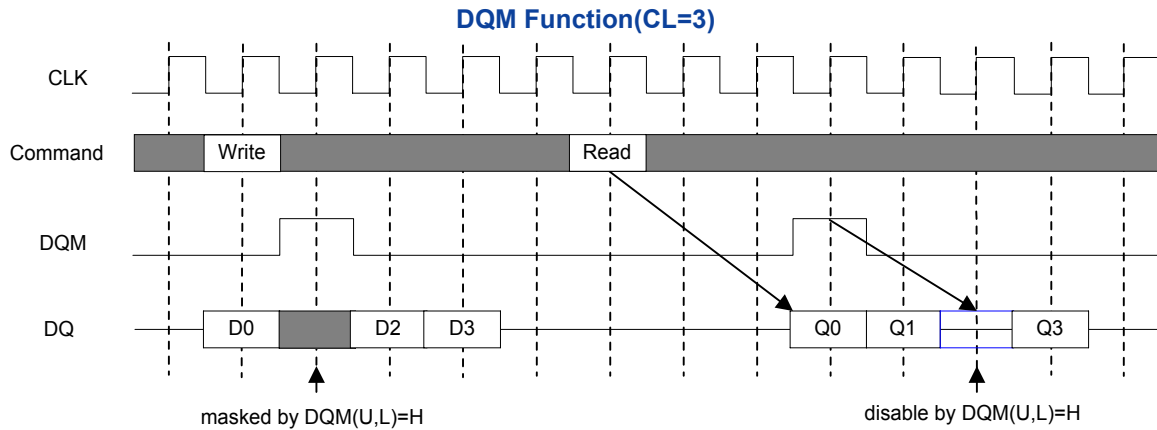 DQM Function(CL=3)
CLK
Command
Write
Read
DQM
DQ
D0
D2
D3
Q0
Q1
Q3
masked by DQM(U,L)=H
disable by DQM(U,L)=H